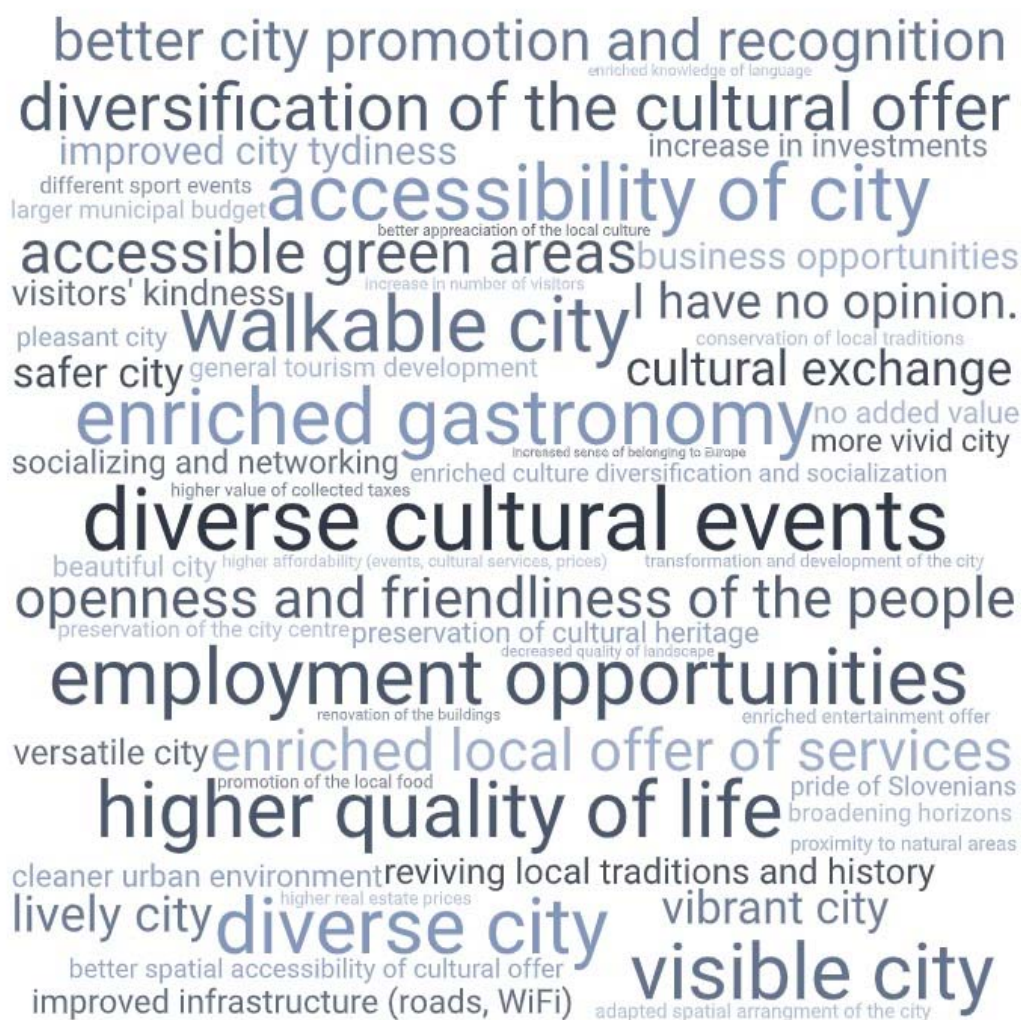 better city promotion and recognition
enriched knowledge of language
diversification of the cultural offer
improved city tydiness
increase in investments
different sport events
accessibility of city
larger municipal budget
better appreaciation of the local culture
accessible green areas
business opportunities
visitors' kindness
increase in number of visitors
I have no opinion.
walkable city
pleasant city
conservation of local traditions
safer city
general tourism development
cultural exchange
enriched gastronomy
no added value
more vivid city
increased sense of belonging to Europe
socializing and networking
enriched culture diversification and socialization
higher value of collected taxes
diverse cultural events
beautiful city
higher affordability (events, cultural services, prices)
transformation and development of the city
openness and friendliness of the people
preservation of the city centre
preservation of cultural heritage
decreased quality of landscape
employment opportunities
renovation of the buildings
enriched entertainment offer
versatile city
enriched local offer of services
promotion of the local food
higher quality of life
pride of Slovenians
broadening horizons
proximity to natural areas
cleaner urban environment
reviving local traditions and history
higher real estate prices
lively city
diverse city
vibrant city
better spatial accessibility of cultural offer
visible city
improved infrastructure (roads, WiFi)
adapted spatial arrangment of the city